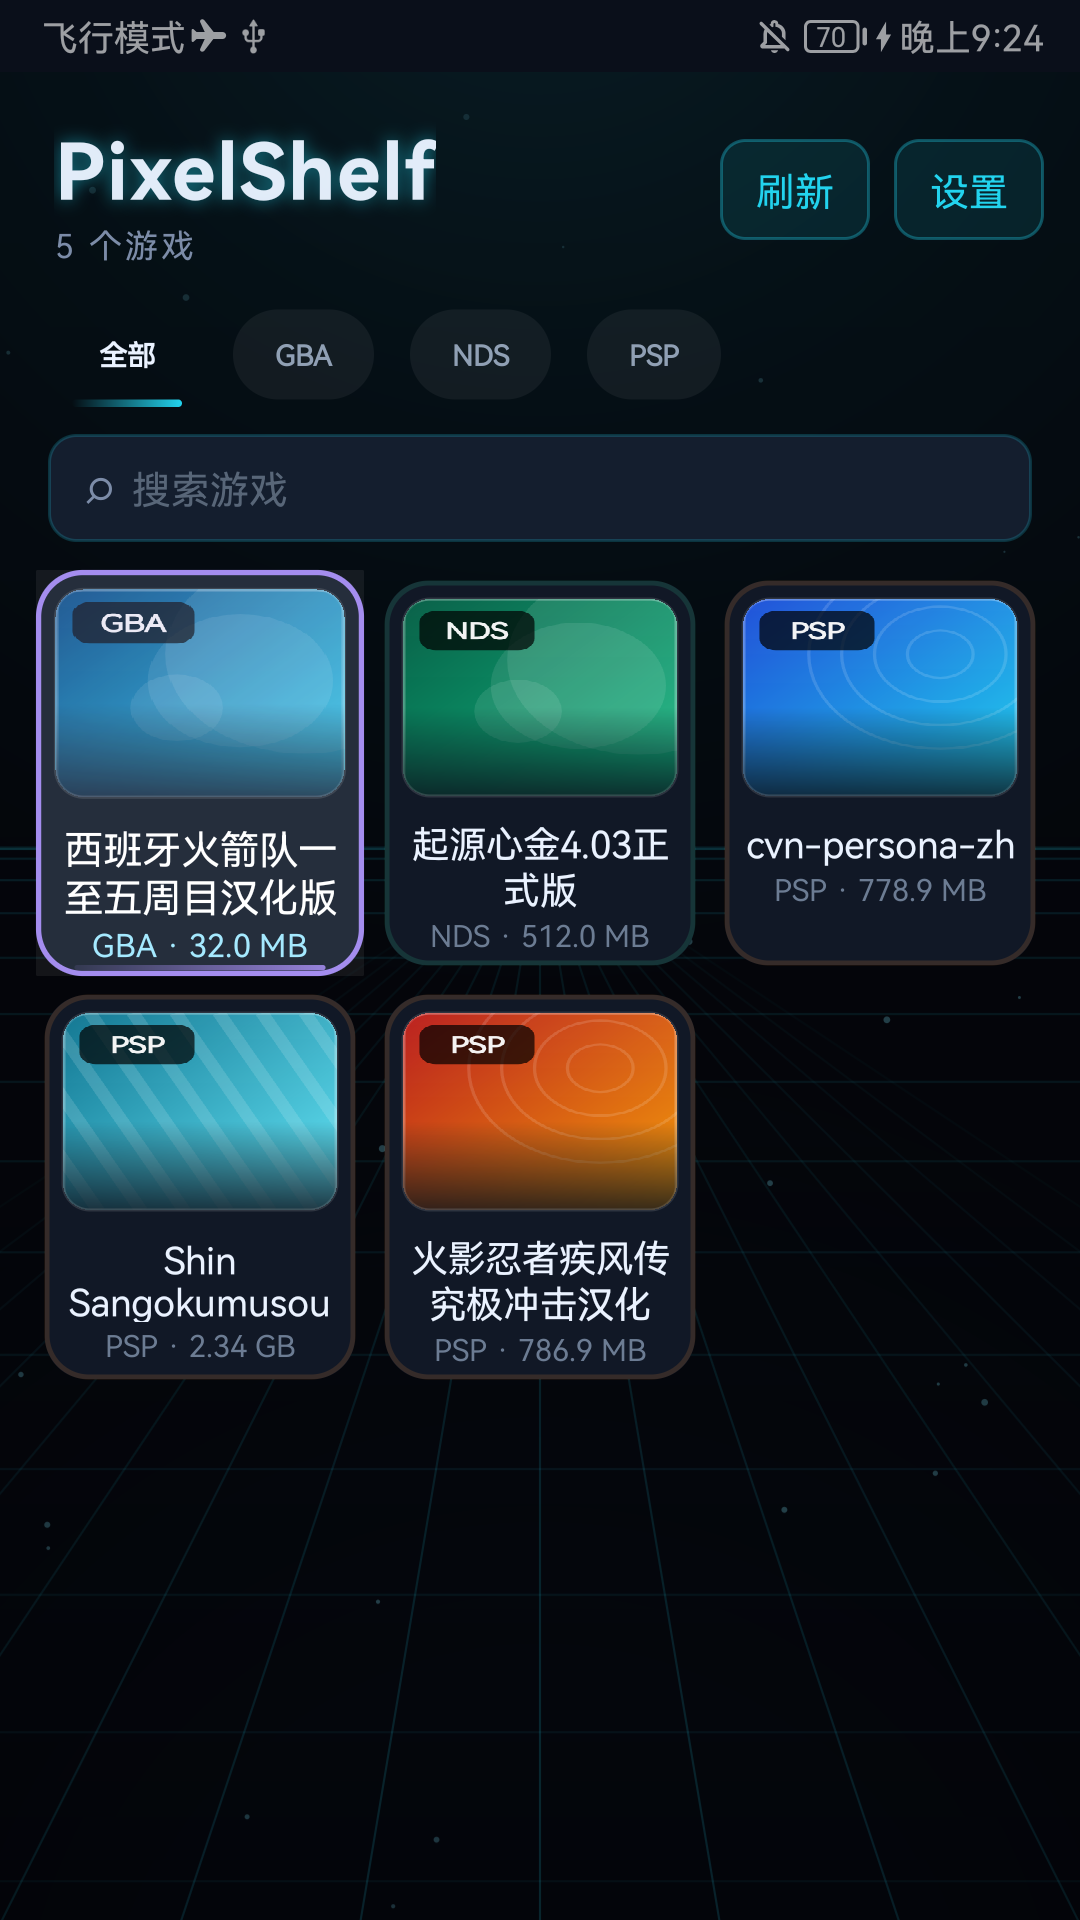 飞行模式 70 晚上9:24
PixelShelf
刷新 设置
5 个游戏
全部 GBA NDS PSP
搜索游戏
GBA
西班牙火箭队一
至五周目汉化版
GBA · 32.0 MB
NDS
起源心金4.03正
式版
NDS · 512.0 MB
PSP
cvn-persona-zh
PSP · 778.9 MB
PSP
Shin
Sangokumusou
PSP · 2.34 GB
PSP
火影忍者疾风传
究极冲击汉化
PSP · 786.9 MB